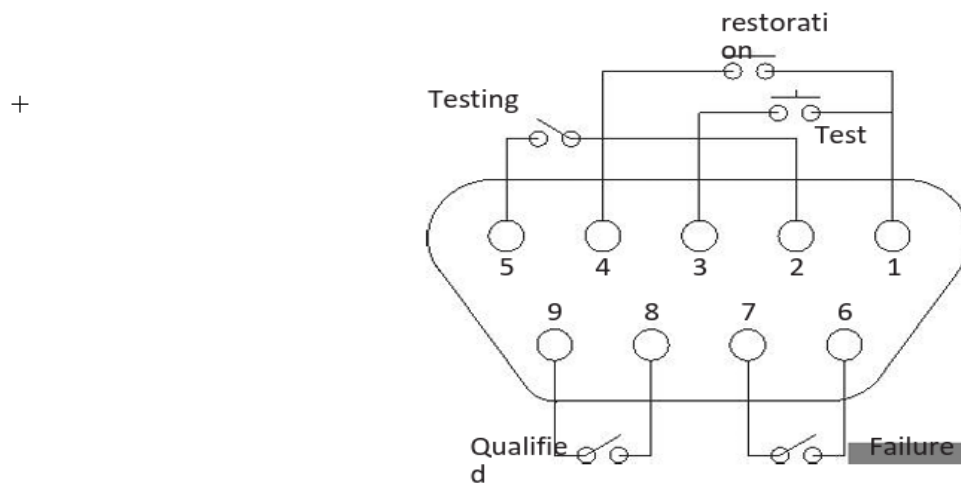 restorati
on
+
Testing
Test
5 4 3 2 1
9 8 7 6
Qualifie
d
Failure